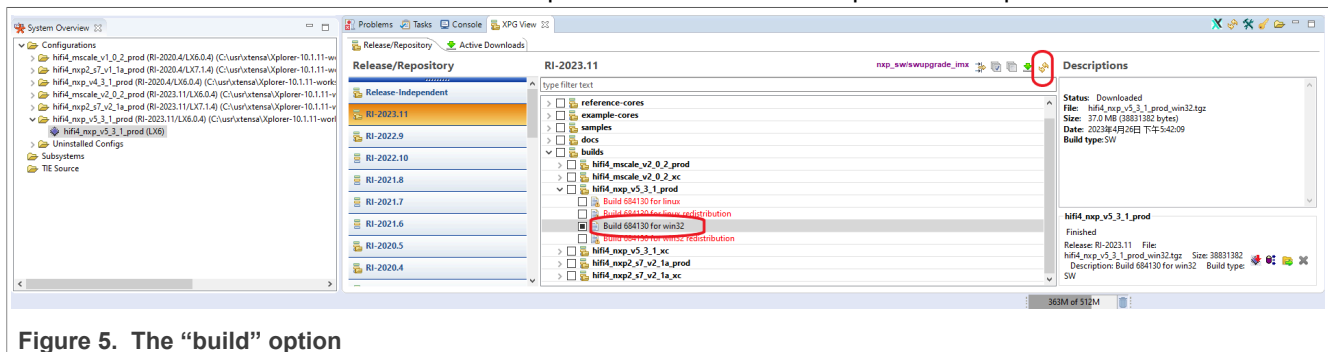 System Overview
Configurations
hifi4_mscale_v1_0_2_prod (RI-2020.4/LX6.0.4) (C:\usr\xtensa\Xplorer-10.1.11-w
hifi4_nxp2_s7_v1_1a_prod (RI-2020.4/LX7.1.4) (C:\usr\xtensa\Xplorer-10.1.11-w
hifi4_nxp_v4_3_1_prod (RI-2020.4/LX6.0.4) (C:\usr\xtensa\Xplorer-10.1.11-work
hifi4_mscale_v2_0_2_prod (RI-2023.11/LX6.0.4) (C:\usr\xtensa\Xplorer-10.1.11-
hifi4_nxp2_s7_v2_1a_prod (RI-2023.11/LX7.1.4) (C:\usr\xtensa\Xplorer-10.1.11-
hifi4_nxp_v5_3_1_prod (RI-2023.11/LX6.0.4) (C:\usr\xtensa\Xplorer-10.1.11-worl
hifi4_nxp_v5_3_1_prod (LX6)
Uninstalled Configs
Subsystems
TIE Source
Problems Tasks Console XPG View
Release/Repository Active Downloads
Release/Repository
Release-Independent
RI-2023.11
RI-2022.9
RI-2022.10
RI-2021.8
RI-2021.7
RI-2021.6
RI-2020.5
RI-2020.4
RI-2023.11 nxp_sw/swupgrade_imx
type filter text
reference-cores
example-cores
samples
docs
builds
hifi4_mscale_v2_0_2_prod
hifi4_mscale_v2_0_2_xc
hifi4_nxp_v5_3_1_prod
Build 684130 for linux
Build 684130 for linux redistribution
Build 684130 for win32
Build 684130 for win32 redistribution
hifi4_nxp_v5_3_1_xc
hifi4_nxp2_s7_v2_1a_prod
hifi4_nxp2_s7_v2_1a_xc
Descriptions
Status: Downloaded
File: hifi4_nxp_v5_3_1_prod_win32.tgz
Size: 37.0 MB (38831382 bytes)
Date: 2023年4月26日 下午5:42:09
Build type: SW
hifi4_nxp_v5_3_1_prod
Finished
Release: RI-2023.11 File:
hifi4_nxp_v5_3_1_prod_win32.tgz Size: 38831382
Description: Build 684130 for win32 Build type:
SW
363M of 512M
Figure 5. The “build” option